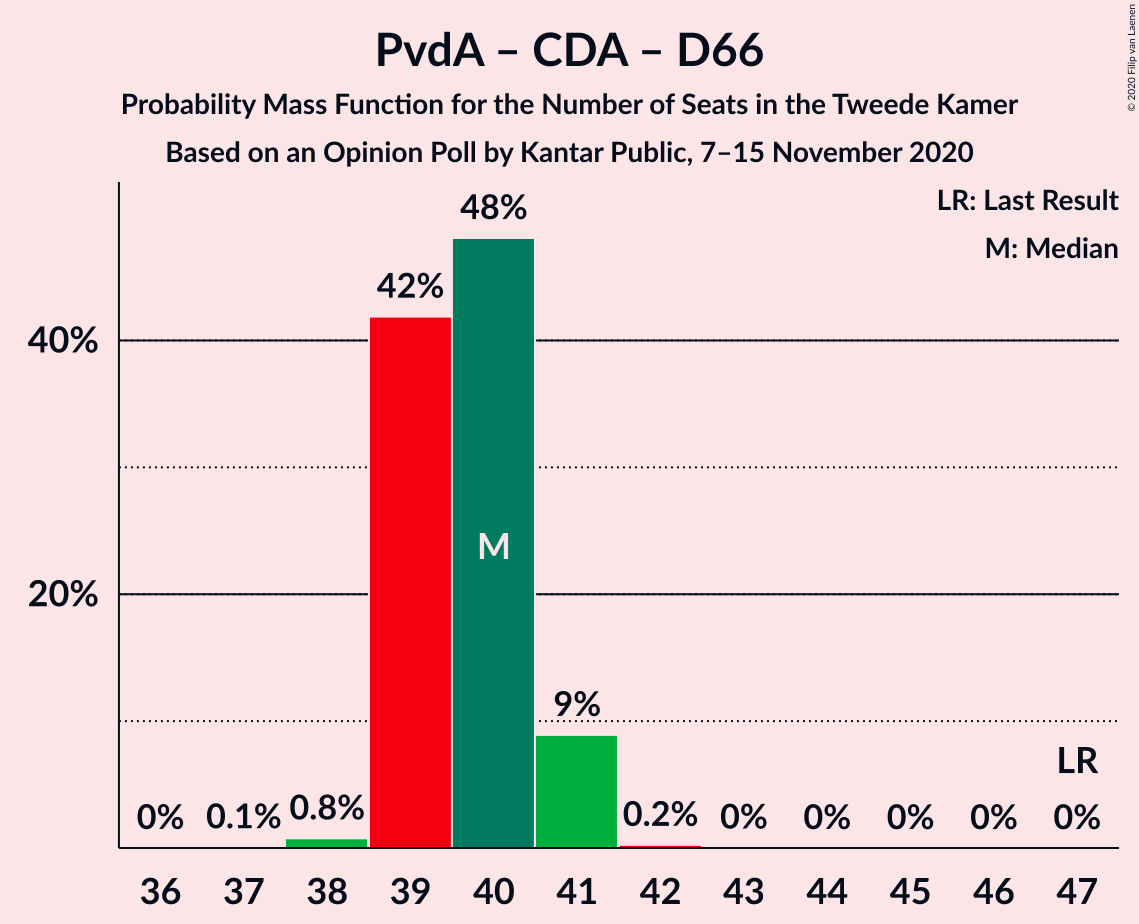 PvdA – CDA – D66
Probability Mass Function for the Number of Seats in the Tweede Kamer
Based on an Opinion Poll by Kantar Public, 7–15 November 2020
© 2020 Filip van Laenen
LR: Last Result
M: Median
48%
42%
40%
M
20%
9%
LR
0% 0.1% 0.8% 0.2% 0% 0% 0% 0% 0%
36 37 38 39 40 41 42 43 44 45 46 47